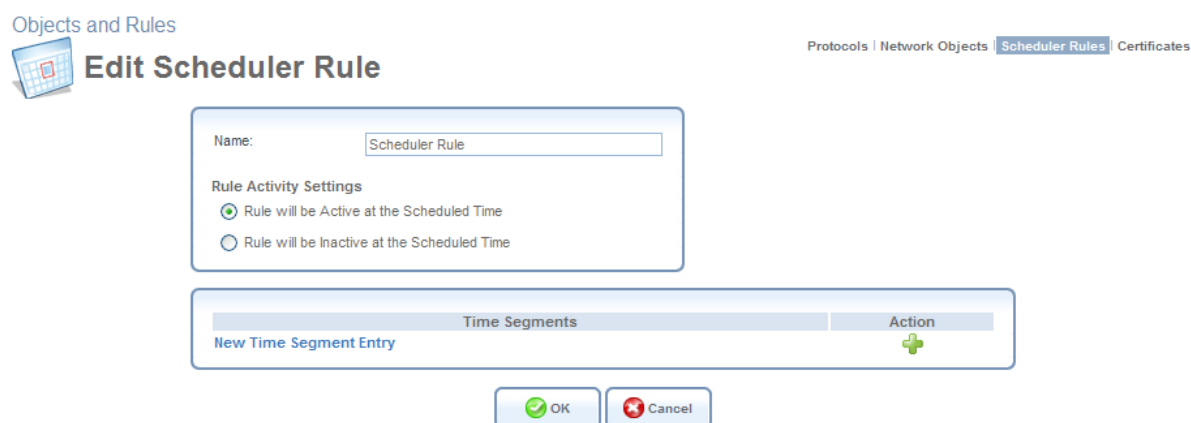 Objects and Rules
Protocols | Network Objects | Scheduler Rules | Certificates
Edit Scheduler Rule
Name: Scheduler Rule
Rule Activity Settings
Rule will be Active at the Scheduled Time
Rule will be Inactive at the Scheduled Time
Time Segments Action
New Time Segment Entry
OK Cancel